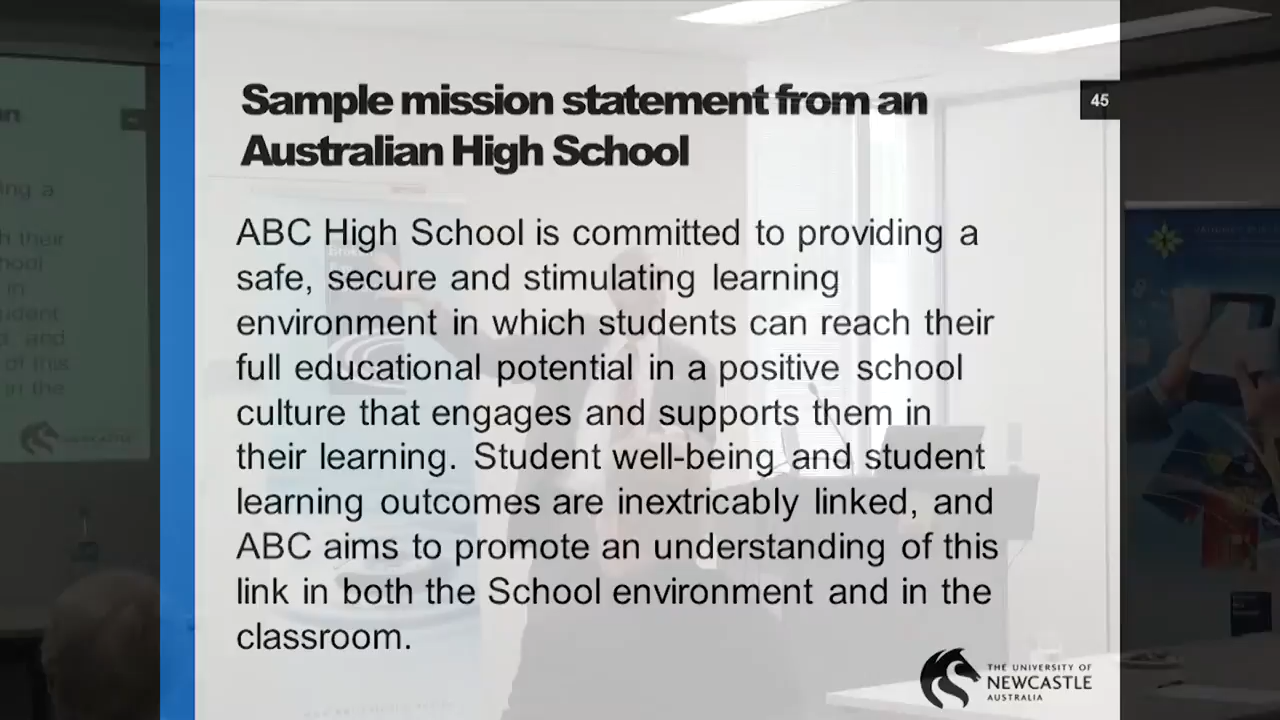 Sample mission statement from an
Australian High School
45
ABC High School is committed to providing a
safe, secure and stimulating learning
environment in which students can reach their
full educational potential in a positive school
culture that engages and supports them in
their learning. Student well-being and student
learning outcomes are inextricably linked, and
ABC aims to promote an understanding of this
link in both the School environment and in the
classroom.
THE UNIVERSITY OF
NEWCASTLE
AUSTRALIA